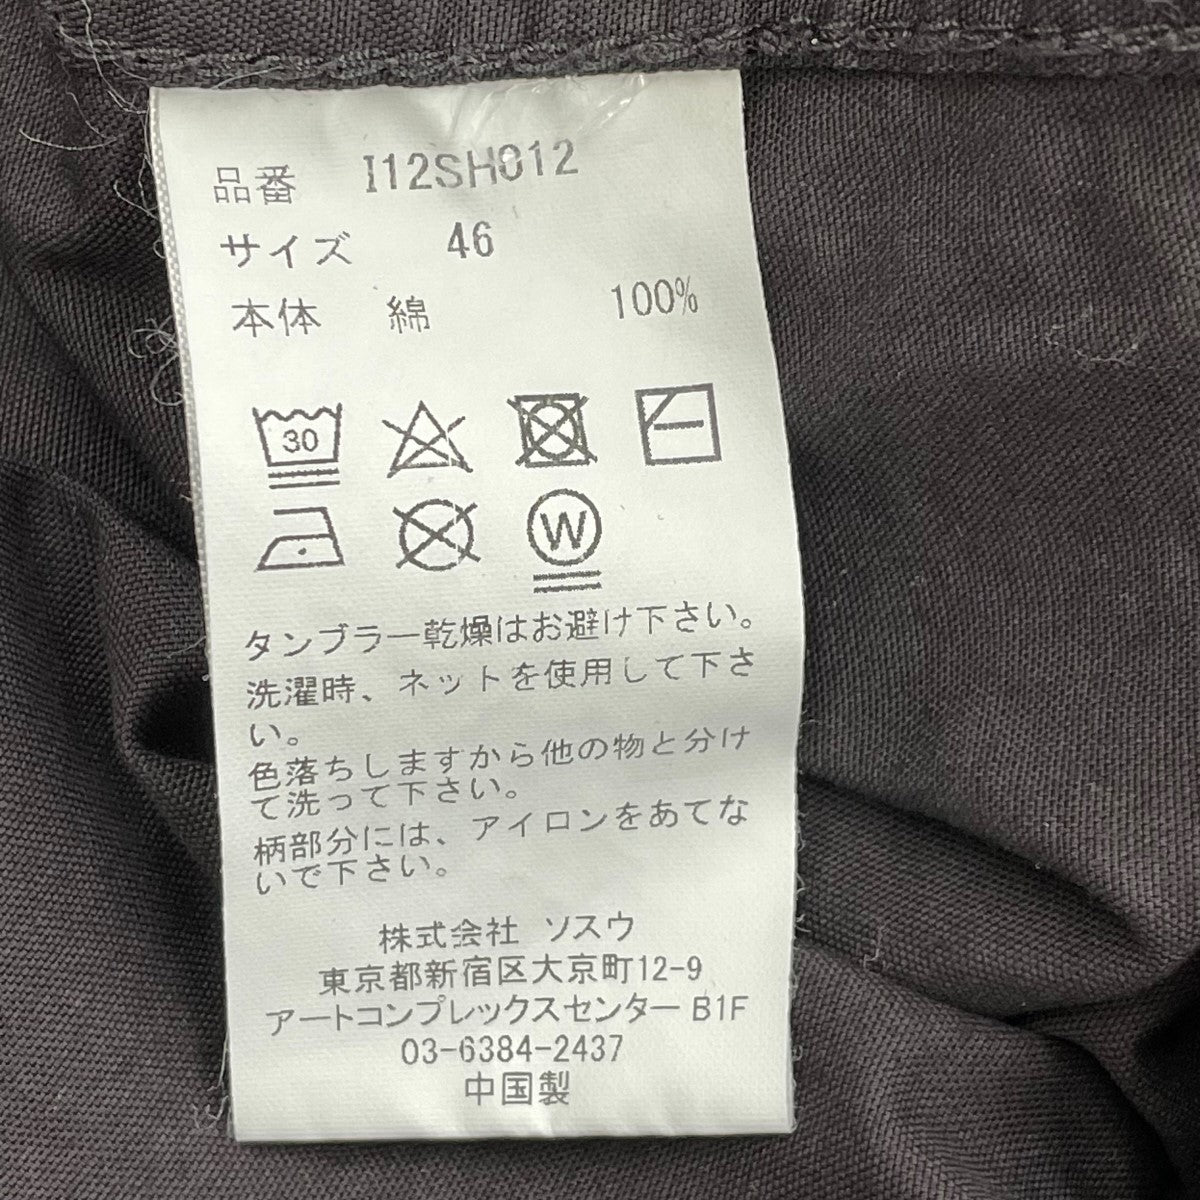 品番 I12SH012
サイズ 46
本体 綿 100%
30
W
タンブラー乾燥はお避け下さい。
洗濯時、ネットを使用して下さ
い。
色落ちしますから他の物と分け
て洗って下さい。
柄部分には、アイロンをあてな
いで下さい。
株式会社 ソスウ
東京都新宿区大京町12-9
アートコンプレックスセンター B1F
03-6384-2437
中国製